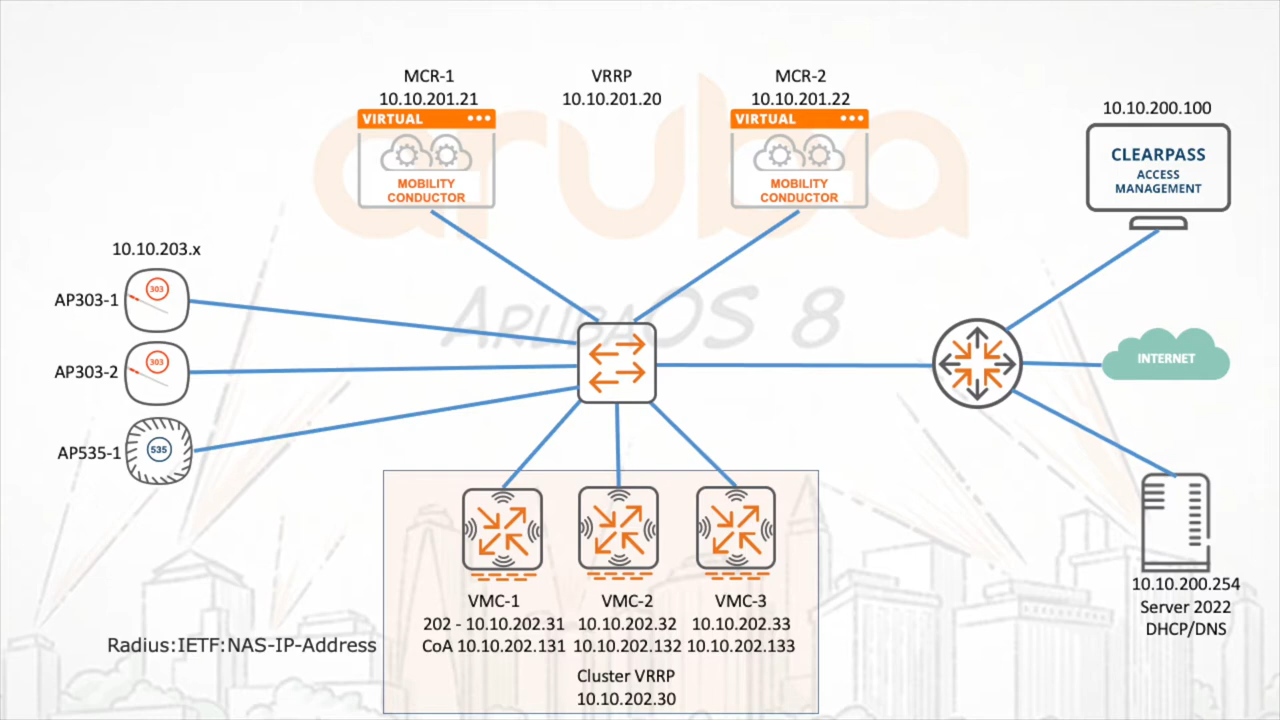 MCR-1
10.10.201.21
VIRTUAL
MOBILITY
CONDUCTOR
VRRP
10.10.201.20
MCR-2
10.10.201.22
VIRTUAL
MOBILITY
CONDUCTOR
10.10.200.100
CLEARPASS
ACCESS
MANAGEMENT
aruba
ArubaOS 8
10.10.203.x
AP303-1
303
AP303-2
303
AP535-1
535
INTERNET
10.10.200.254
Server 2022
DHCP/DNS
VMC-1
202 - 10.10.202.31
CoA 10.10.202.131
VMC-2
10.10.202.32
10.10.202.132
VMC-3
10.10.202.33
10.10.202.133
Cluster VRRP
10.10.202.30
Radius:IETF:NAS-IP-Address